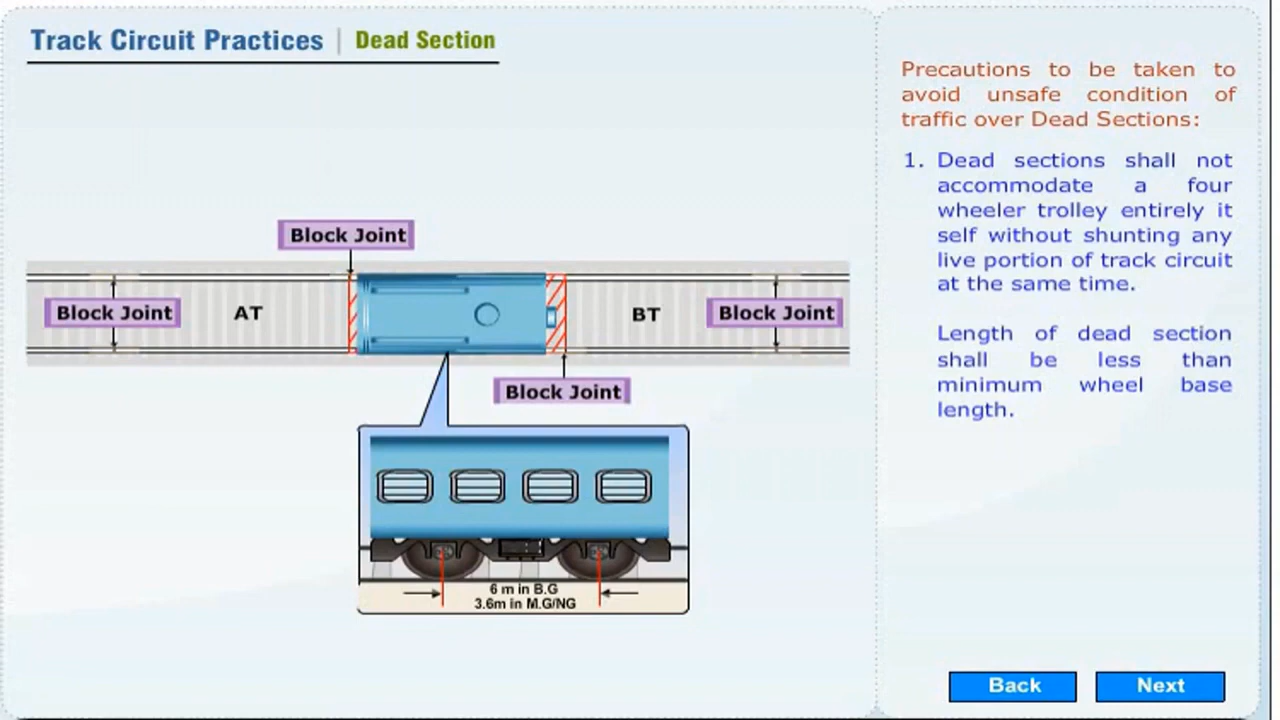 Track Circuit Practices | Dead Section
Precautions to be taken to
avoid unsafe condition of
traffic over Dead Sections:
1. Dead sections shall not
accommodate a four
wheeler trolley entirely it
self without shunting any
live portion of track circuit
at the same time.
Length of dead section
shall be less than
minimum wheel base
length.
Block Joint
Block Joint
AT
BT
Block Joint
Block Joint
6 m in B.G
3.6m in M.G/NG
Back
Next